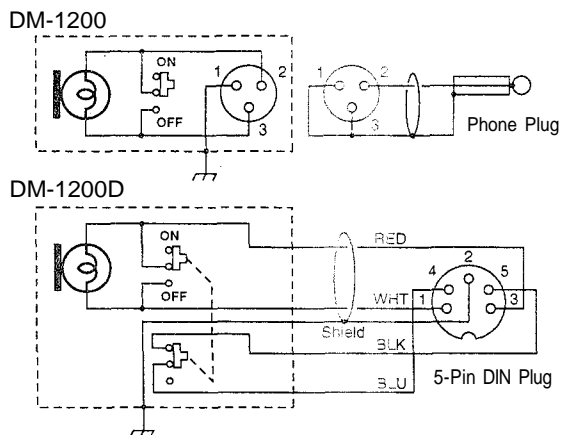 DM-1200
ON
OFF
1
2
3
1
2
3
Phone Plug
DM-1200D
ON
OFF
RED
WHT
Shield
BLK
BLU
4
2
5
1
3
5-Pin DIN Plug